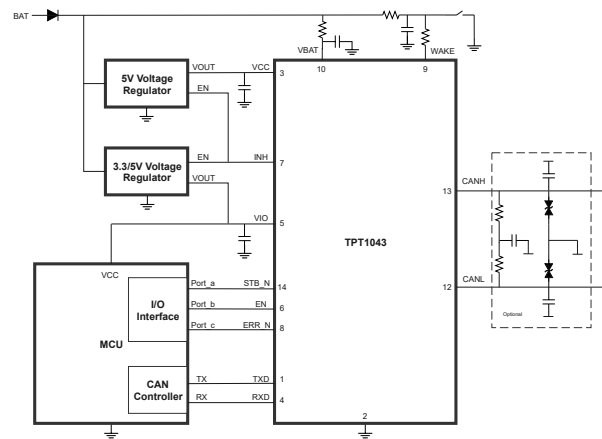 BAT
VBAT
WAKE
10
9
5V Voltage
Regulator
VOUT
VCC
3
EN
3.3/5V Voltage
Regulator
EN
INH
7
VOUT
VIO
5
TPT1043
CANH
13
CANL
12
Optional
VCC
MCU
I/O
Interface
Port_a
STB_N
14
Port_b
EN
6
Port_c
ERR_N
8
CAN
Controller
TX
TXD
1
RX
RXD
4
2